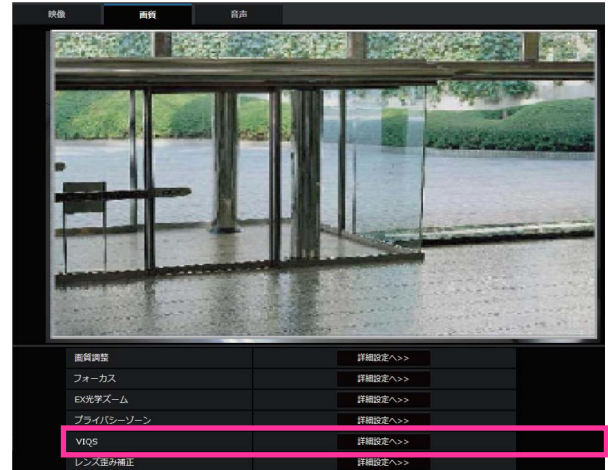 映像 画質 音声
画質調整 詳細設定へ>>
フォーカス 詳細設定へ>>
EX光学ズーム 詳細設定へ>>
プライバシーゾーン 詳細設定へ>>
VIQS 詳細設定へ>>
レンズ歪み補正 詳細設定へ>>